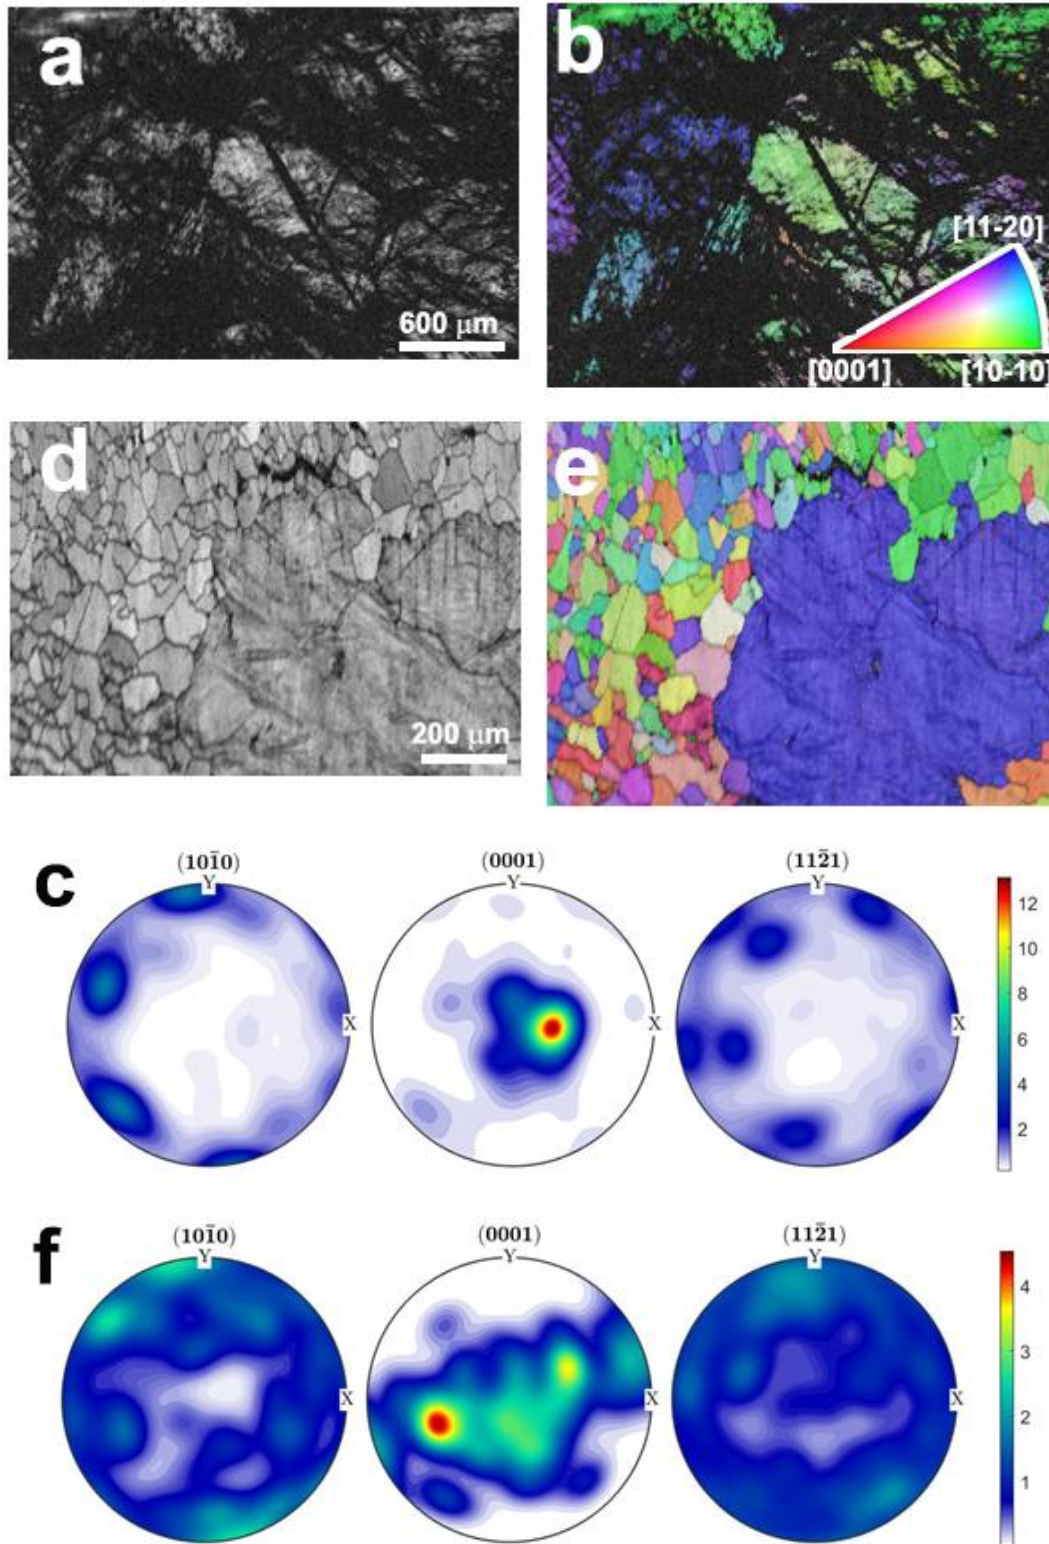 a
b
600 μm
[11-20]
[0001]
[10-10]
d
e
200 μm
c
(101̄0)
Y
X
(0001)
Y
X
(112̄1)
Y
X
12
10
8
6
4
2
f
(101̄0)
Y
X
(0001)
Y
X
(112̄1)
Y
X
4
3
2
1